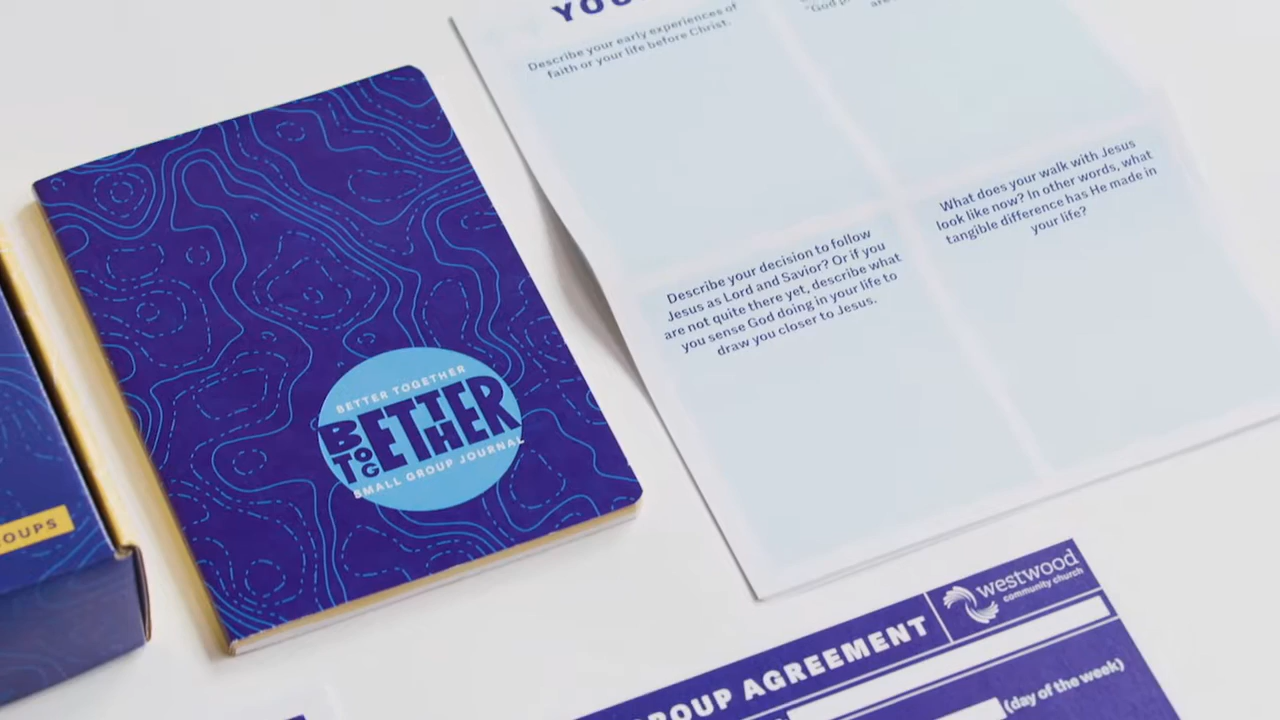 Describe your early experiences of
faith or your life before Christ.
What does your walk with Jesus
look like now? In other words, what
tangible difference has He made in
your life?
Describe your decision to follow
Jesus as Lord and Savior? Or if you
are not quite there yet, describe what
you sense God doing in your life to
draw you closer to Jesus.
BETTER TOGETHER
BETTER
TOGETHER
SMALL GROUP JOURNAL
westwood
community church
GROUP AGREEMENT
(day of the week)